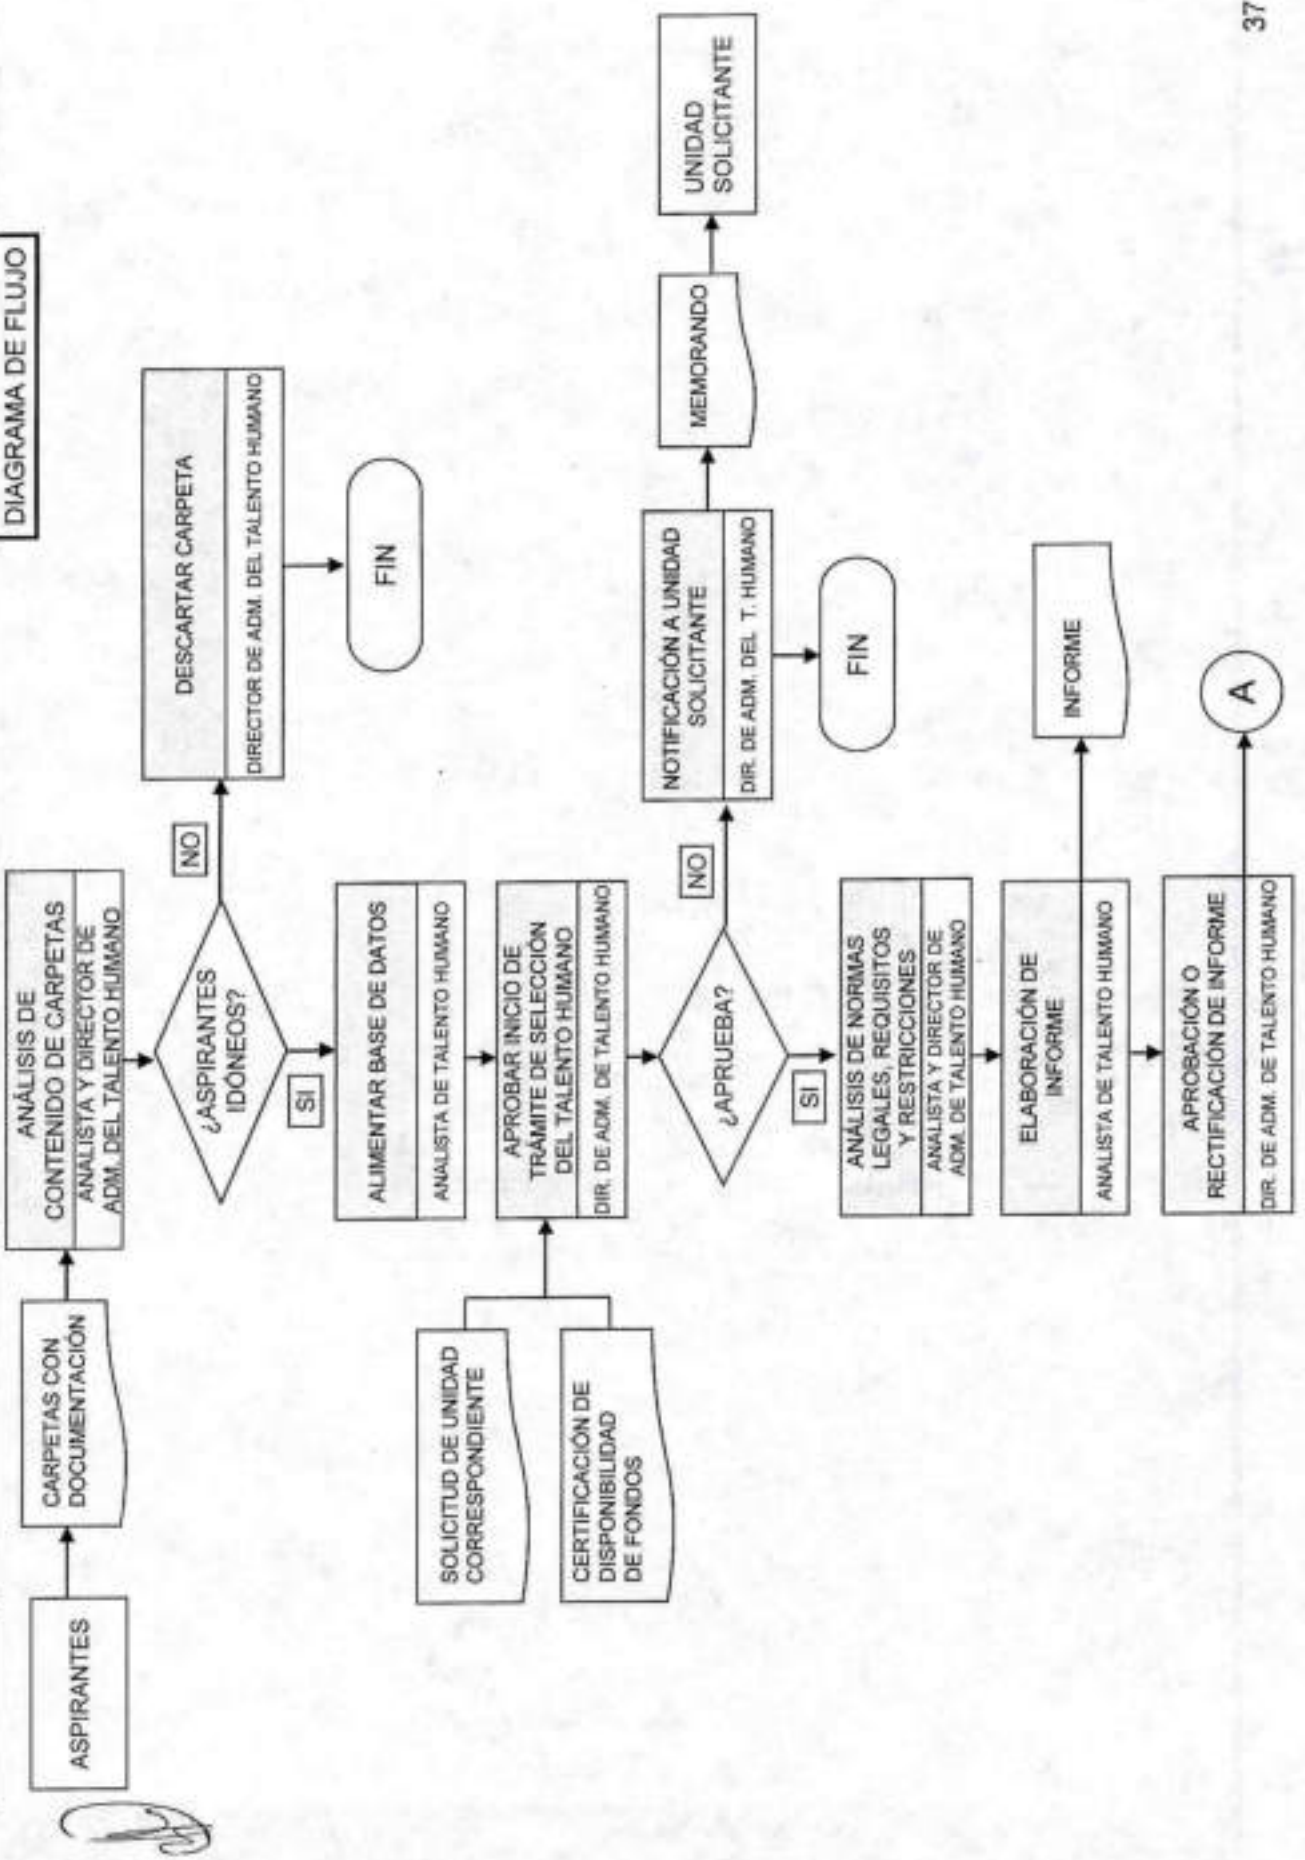 DIAGRAMA DE FLUJO
ASPIRANTES
CARPETAS CON
DOCUMENTACIÓN
ANÁLISIS DE
CONTENIDO DE CARPETAS
ANALISTA Y DIRECTOR DE
ADM. DEL TALENTO HUMANO
¿ASPIRANTES
IDÓNEOS?
NO
DESCARTAR CARPETA
DIRECTOR DE ADM. DEL TALENTO HUMANO
FIN
SI
ALIMENTAR BASE DE DATOS
ANALISTA DE TALENTO HUMANO
SOLICITUD DE UNIDAD
CORRESPONDIENTE
CERTIFICACIÓN DE
DISPONIBILIDAD
DE FONDOS
APROBAR INICIO DE
TRÁMITE DE SELECCIÓN
DEL TALENTO HUMANO
DIR. DE ADM. DE TALENTO HUMANO
¿APRUEBA?
NO
NOTIFICACIÓN A UNIDAD
SOLICITANTE
DIR. DE ADM. DEL T. HUMANO
MEMORANDO
UNIDAD
SOLICITANTE
FIN
SI
ANÁLISIS DE NORMAS
LEGALES, REQUISITOS
Y RESTRICCIONES
ANALISTA Y DIRECTOR DE
ADM. DE TALENTO HUMANO
ELABORACIÓN DE
INFORME
ANALISTA DE TALENTO HUMANO
INFORME
APROBACIÓN O
RECTIFICACIÓN DE INFORME
DIR. DE ADM. DE TALENTO HUMANO
A
37